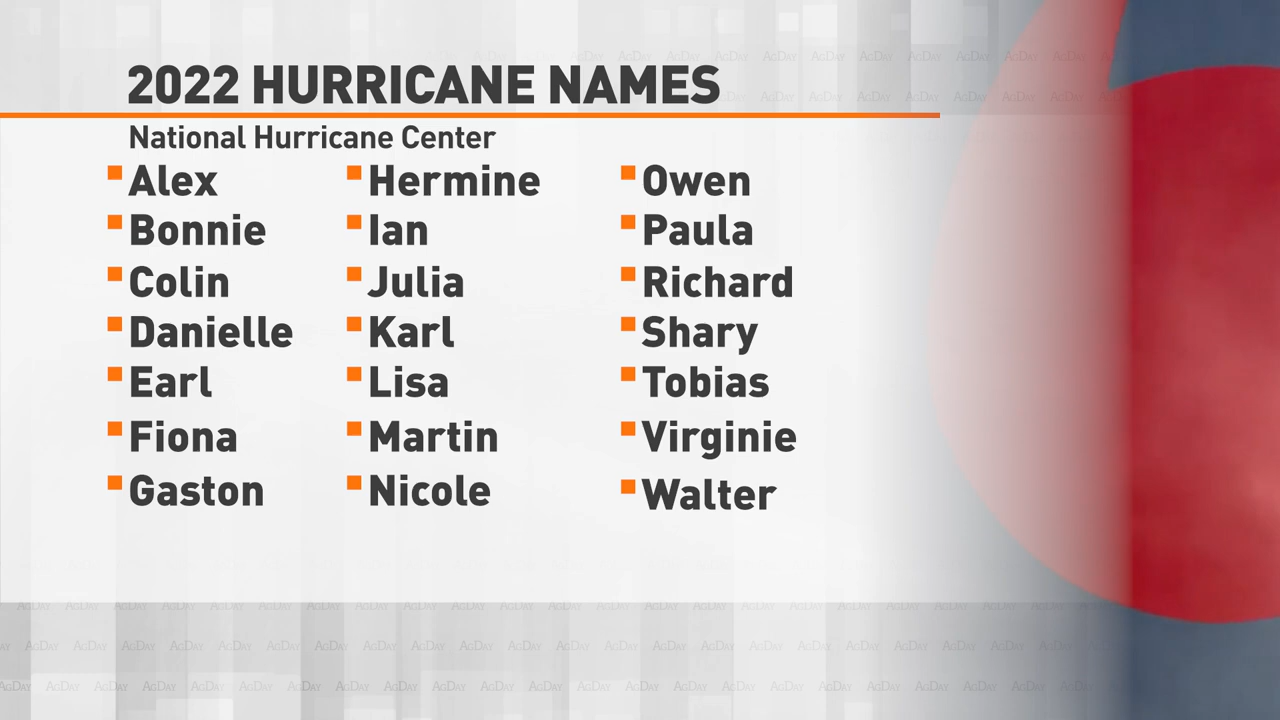 2022 HURRICANE NAMES
National Hurricane Center
Alex
Bonnie
Colin
Danielle
Earl
Fiona
Gaston
Hermine
Ian
Julia
Karl
Lisa
Martin
Nicole
Owen
Paula
Richard
Shary
Tobias
Virginie
Walter